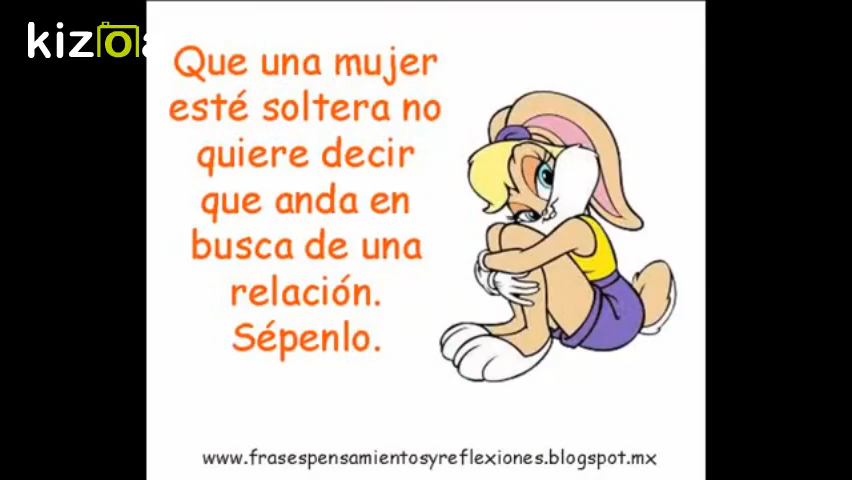 kizoa
Que una mujer
esté soltera no
quiere decir
que anda en
busca de una
relación.
Sépenlo.
www.frasespensamientosyreflexiones.blogspot.mx